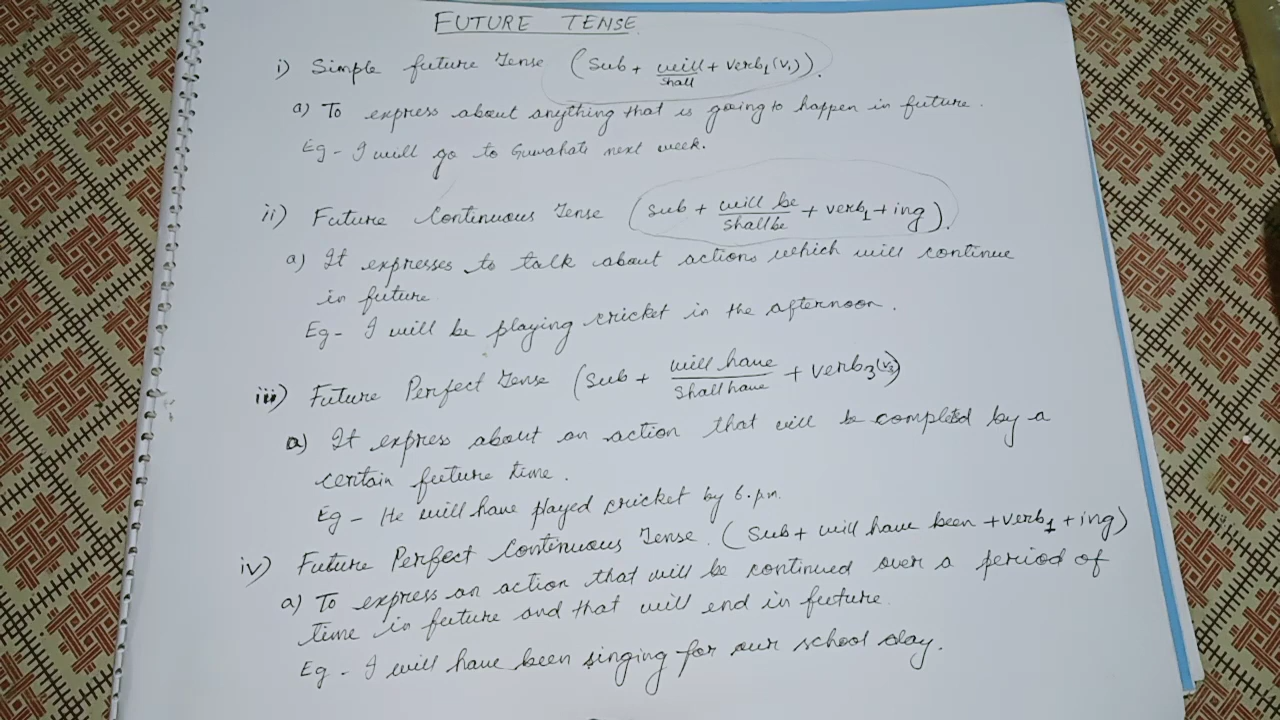 FUTURE TENSE.
i) Simple future Tense (Sub + will/shall + verb₁(V₁)).
a) To express about anything that is going to happen in future.
Eg - I will go to Guwahati next week.
ii) Future Continuous Tense (sub + will be/shall be + verb₁ + ing).
a) It expresses to talk about actions which will continue
in future
Eg - I will be playing cricket in the afternoon.
iii) Future Perfect Tense (Sub + will have/shall have + verb₃(V₃))
a) It express about an action that will be completed by a
certain future time.
Eg - He will have played cricket by 6. pm.
iv) Future Perfect Continuous Tense. (Sub + will have been + verb₁ + ing)
a) To express an action that will be continued over a period of
time in future and that will end in future.
Eg - I will have been singing for our school day.